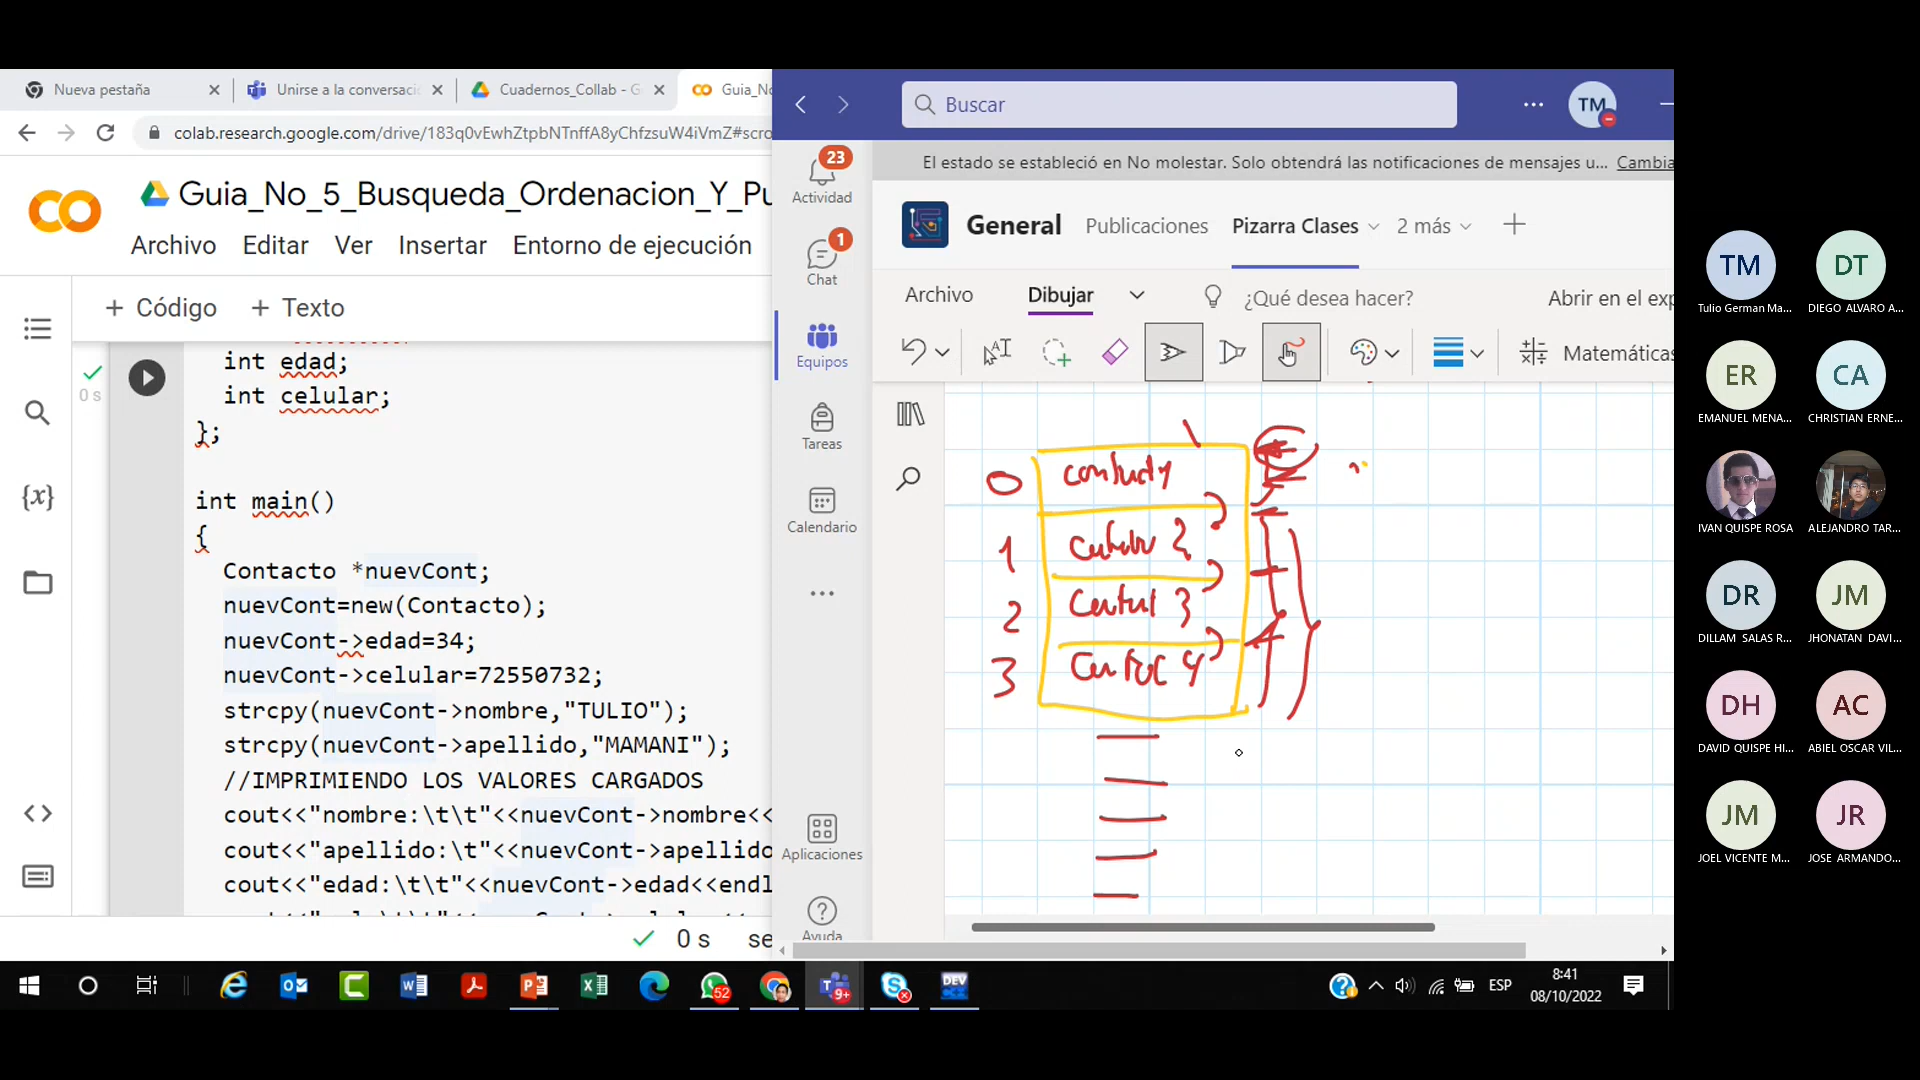 Nueva pestaña
Unirse a la conversaci
Cuadernos_Collab - G
Guia_No
colab.research.google.com/drive/183q0vEwhZtpbNTnffA8yChfzsuW4iVmZ#scro
Guia_No_5_Busqueda_Ordenacion_Y_Pu
Archivo Editar Ver Insertar Entorno de ejecución
+ Código + Texto
0 s
int edad;
int celular;
};
int main()
{
Contacto *nuevCont;
nuevCont=new(Contacto);
nuevCont->edad=34;
nuevCont->celular=72550732;
strcpy(nuevCont->nombre,"TULIO");
strcpy(nuevCont->apellido,"MAMANI");
//IMPRIMIENDO LOS VALORES CARGADOS
cout<<"nombre:\t\t"<<nuevCont->nombre<<
cout<<"apellido:\t"<<nuevCont->apellido
cout<<"edad:\t\t"<<nuevCont->edad<<endl
0 s se
Buscar
TM
El estado se estableció en No molestar. Solo obtendrá las notificaciones de mensajes u... Cambia
23
Actividad
1
Chat
Equipos
Tareas
Calendario
Aplicaciones
Ayuda
General Publicaciones Pizarra Clases 2 más
Archivo Dibujar ¿Qué desea hacer? Abrir en el exp
Matemáticas
0
1
2
3
TM
Tulio German Ma...
DT
DIEGO ALVARO A...
ER
EMANUEL MENA...
CA
CHRISTIAN ERNE...
IVAN QUISPE ROSA
ALEJANDRO TAR...
DR
DILLAM SALAS R...
JM
JHONATAN DAVI...
DH
DAVID QUISPE HI...
AC
ABIEL OSCAR VIL...
JM
JOEL VICENTE M...
JR
JOSE ARMANDO...
52
9+
DEV
ESP
8:41
08/10/2022